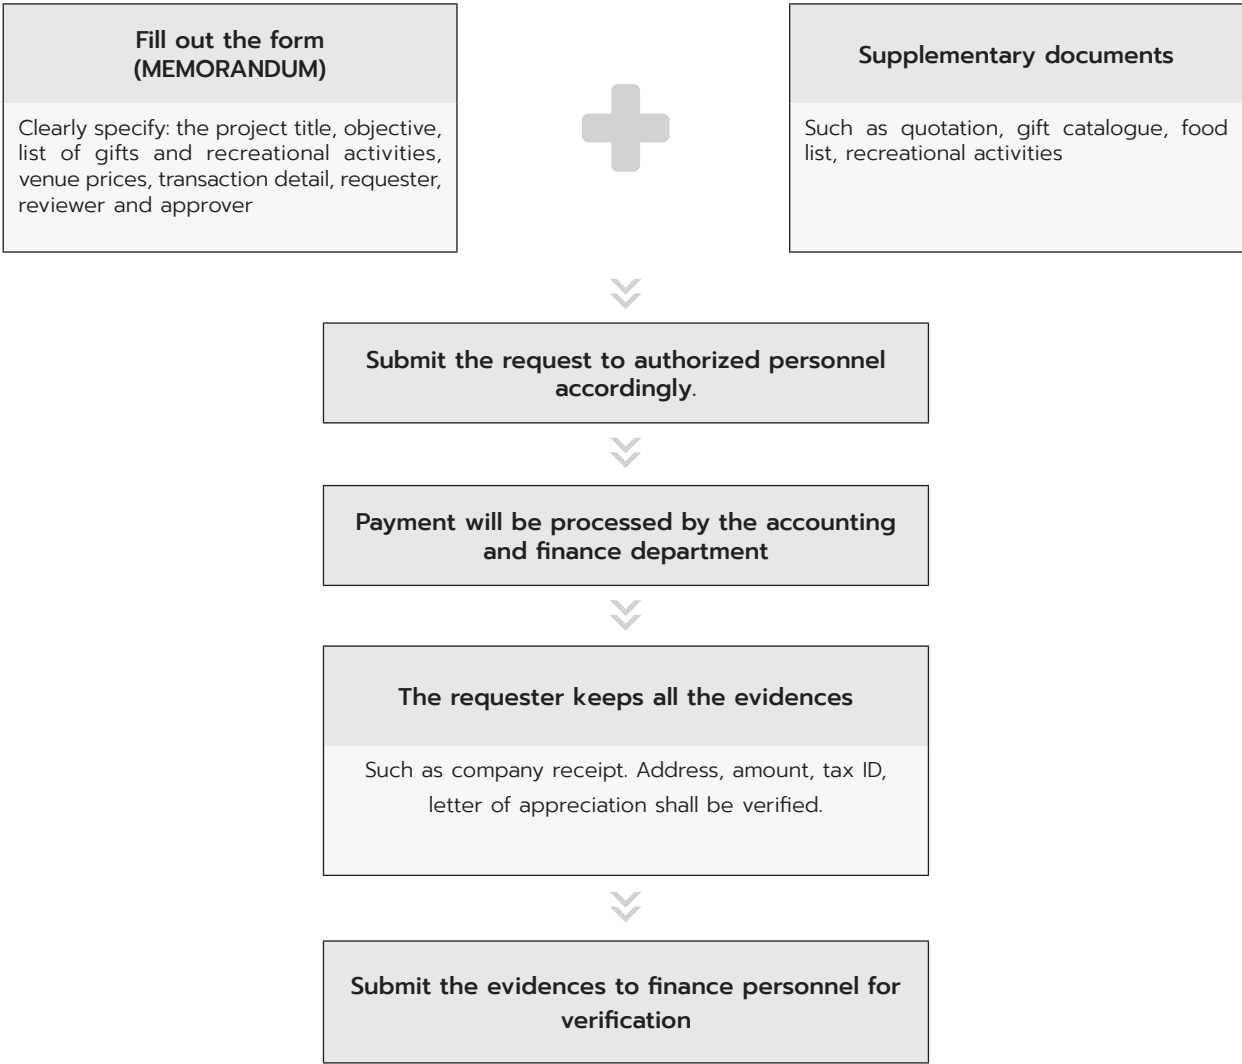 Fill out the form
(MEMORANDUM)
Clearly specify: the project title, objective,
list of gifts and recreational activities,
venue prices, transaction detail, requester,
reviewer and approver
Supplementary documents
Such as quotation, gift catalogue, food
list, recreational activities
Submit the request to authorized personnel
accordingly.
Payment will be processed by the accounting
and finance department
The requester keeps all the evidences
Such as company receipt. Address, amount, tax ID,
letter of appreciation shall be verified.
Submit the evidences to finance personnel for
verification